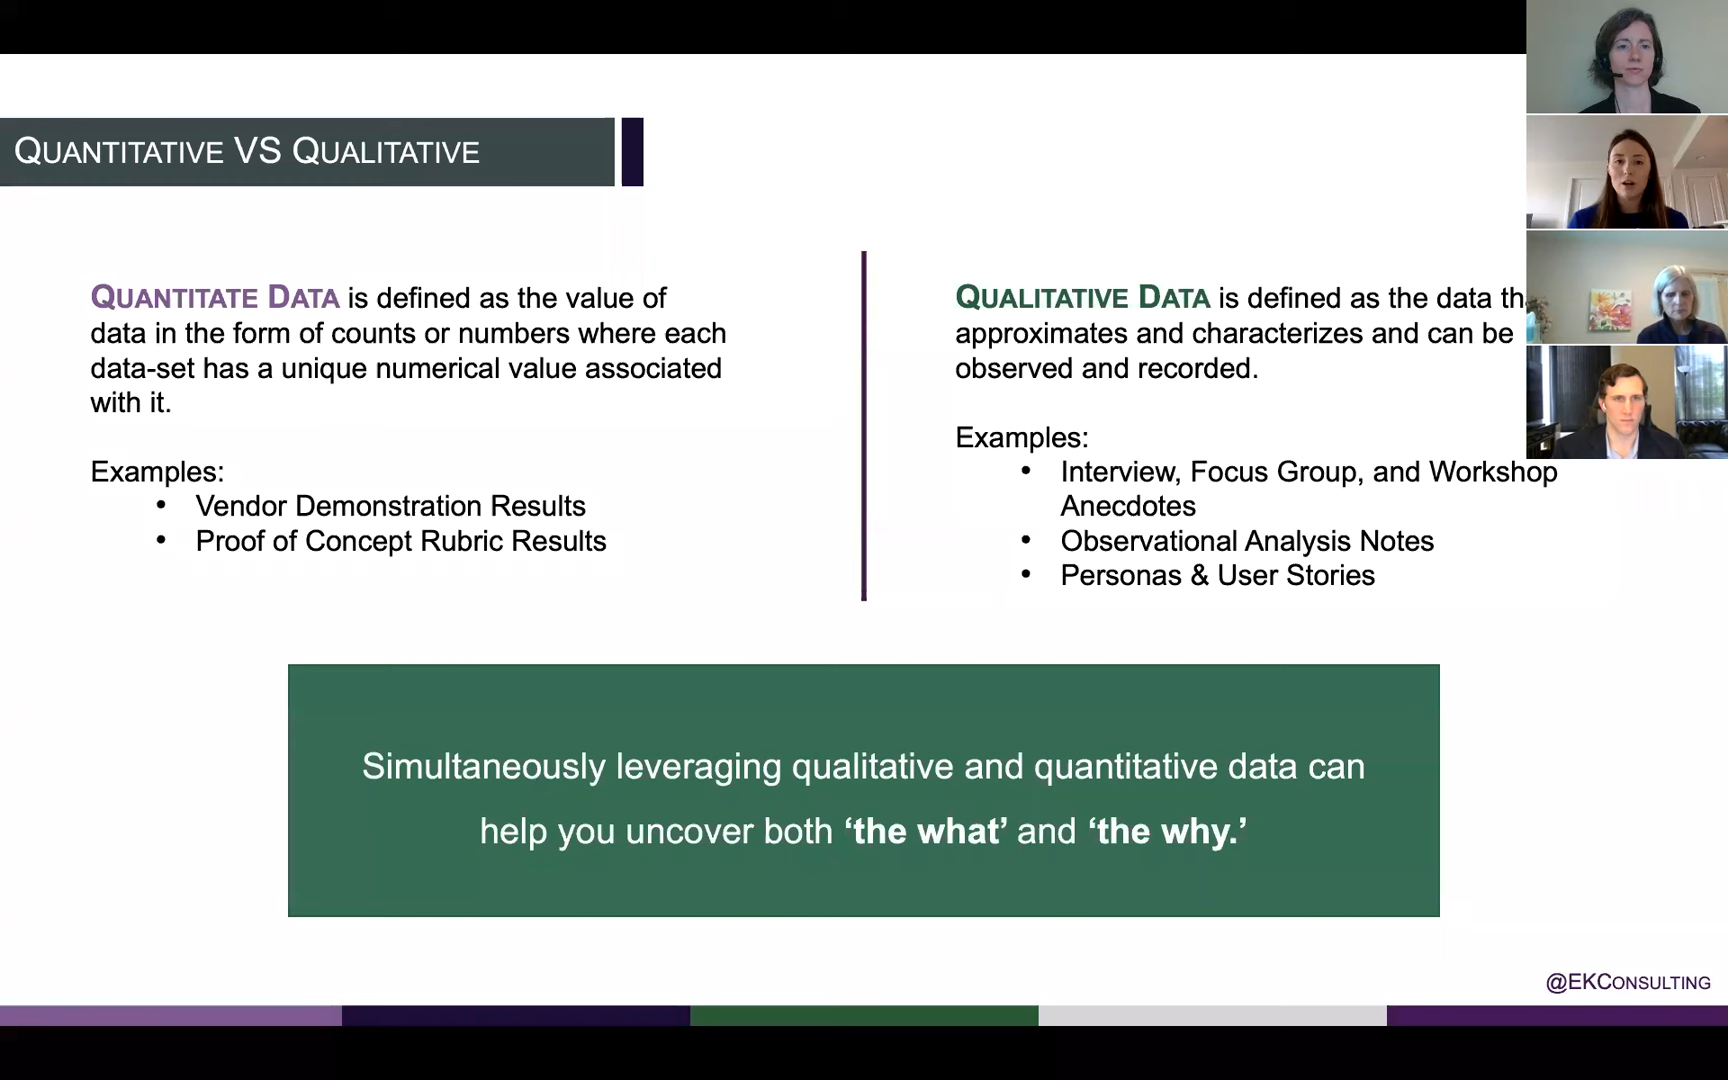 QUANTITATIVE VS QUALITATIVE
QUANTITATE DATA is defined as the value of
data in the form of counts or numbers where each
data-set has a unique numerical value associated
with it.
Examples:
• Vendor Demonstration Results
• Proof of Concept Rubric Results
QUALITATIVE DATA is defined as the data
approximates and characterizes and can be
observed and recorded.
Examples:
• Interview, Focus Group, and Workshop
Anecdotes
• Observational Analysis Notes
• Personas & User Stories
Simultaneously leveraging qualitative and quantitative data can
help you uncover both ‘the what’ and ‘the why.’
@EKCONSULTING